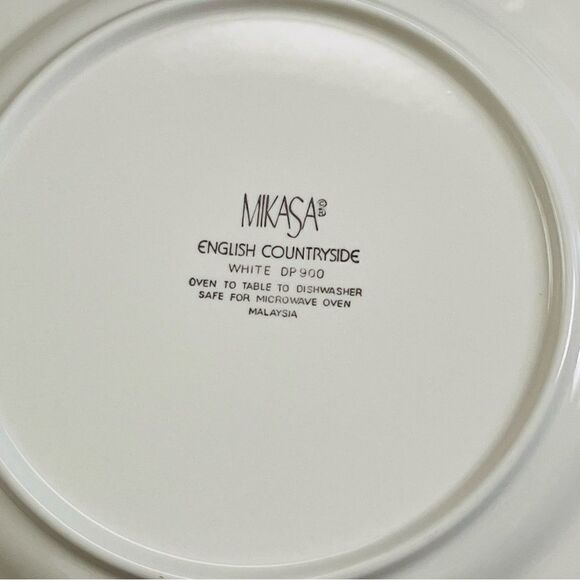 MIKASA®
ENGLISH COUNTRYSIDE
WHITE DP900
OVEN TO TABLE TO DISHWASHER
SAFE FOR MICROWAVE OVEN
MALAYSIA